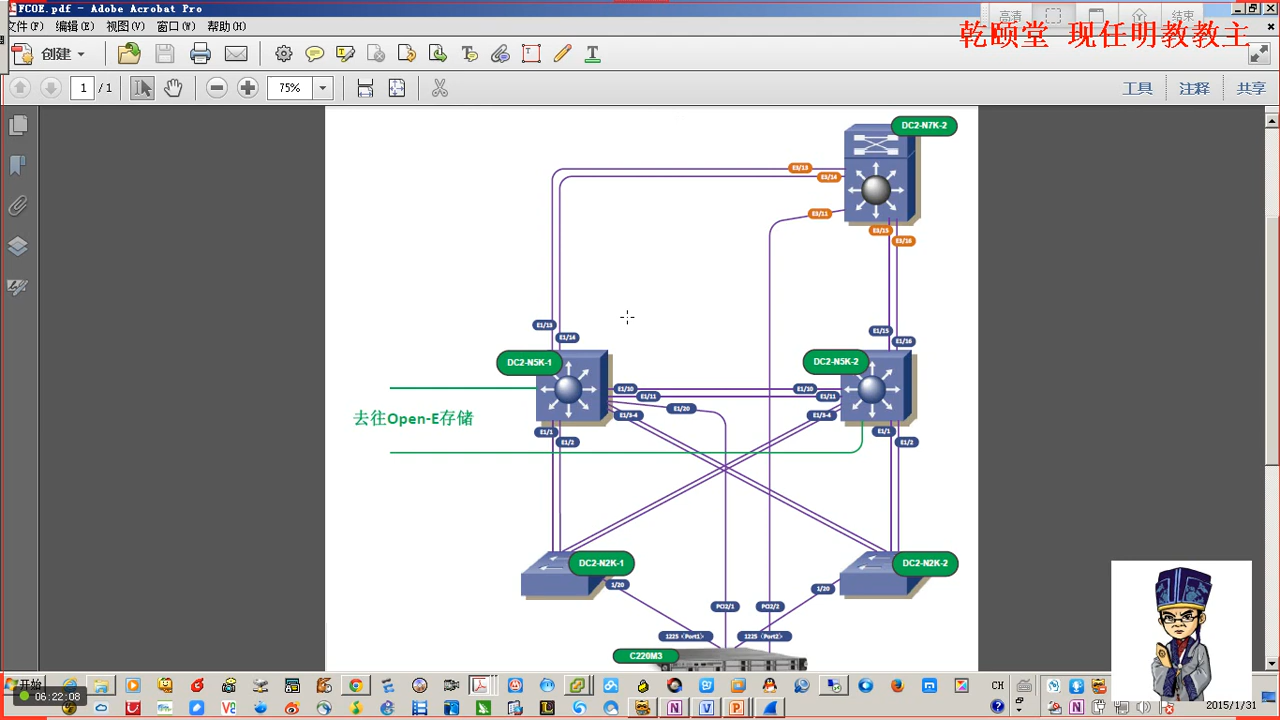 FCOE.pdf - Adobe Acrobat Pro
高清
结束
乾颐堂 现任明教教主
文件(F) 编辑(E) 视图(V) 窗口(W) 帮助(H)
创建
1 / 1
75%
工具 注释 共享
DC2-N7K-2
E3/13
E3/14
E3/11
E3/15
E3/16
E1/13
E1/14
E1/15
E1/16
DC2-N5K-1
DC2-N5K-2
E1/10
E1/11
E1/10
E1/11
E1/20
E1/3-4
E1/3-4
去往Open-E存储
E1/1
E1/2
E1/1
E1/2
DC2-N2K-1
DC2-N2K-2
1/20
1/20
PCI2/1
PCI2/2
1225（Port1）
1225（Port2）
C220M3
开始
06:22:08
CH
2015/1/31